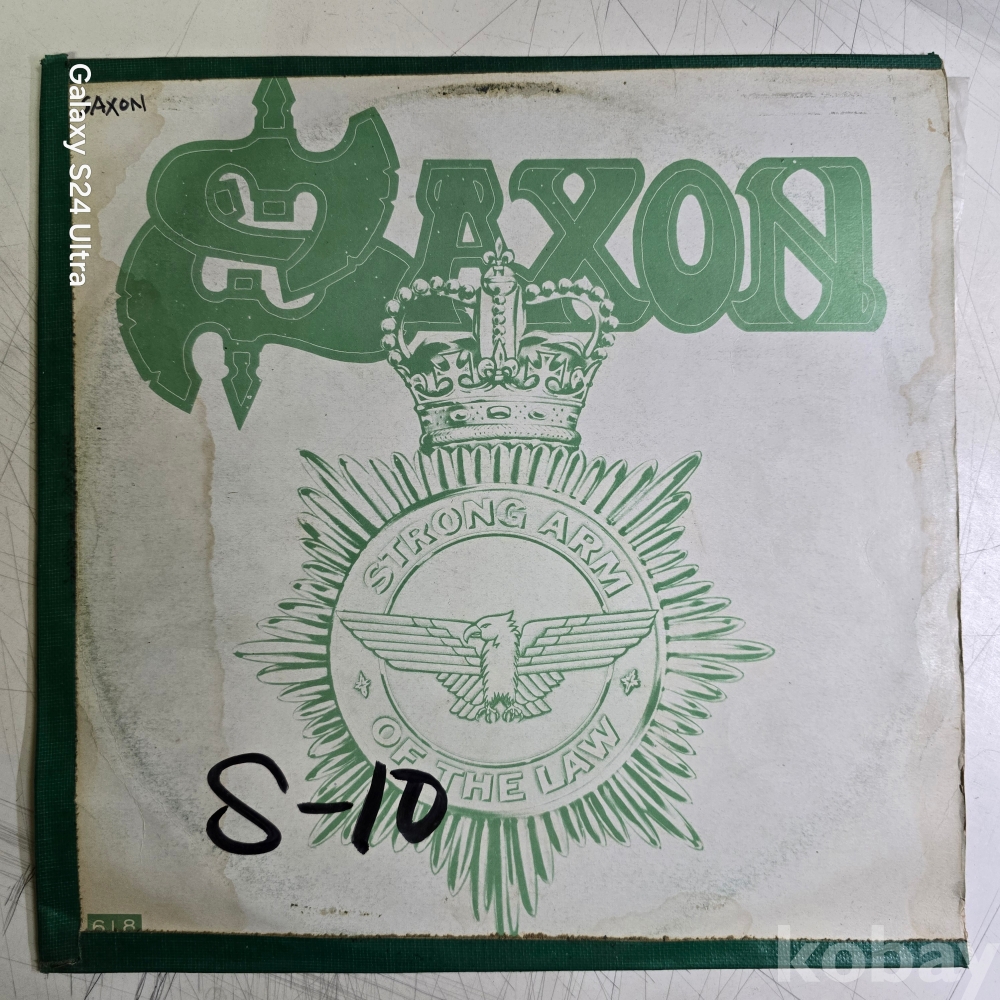 Galaxy S24 Ultra
SAXON
SAXON
STRONG ARM
OF THE LAW
S-10
618
kobay